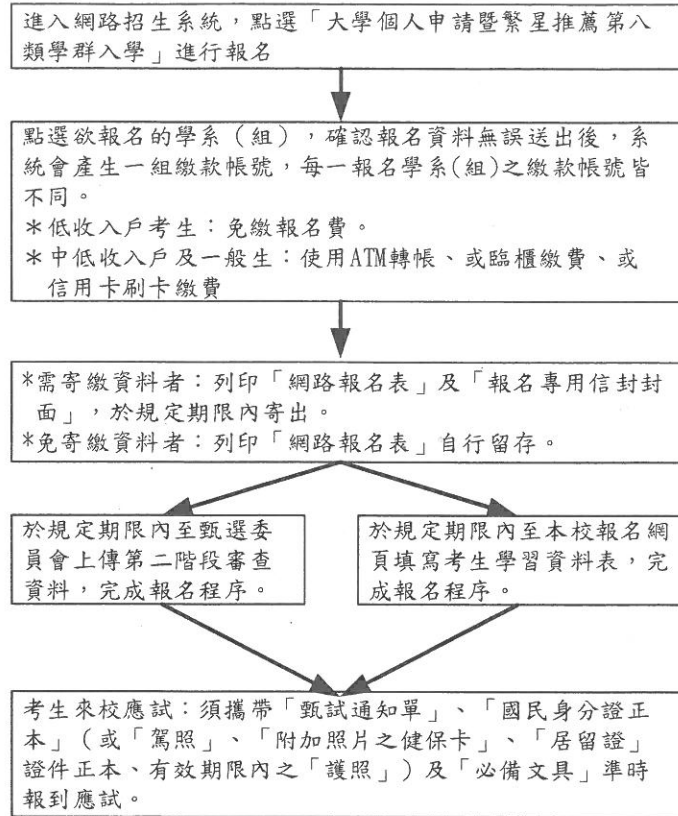 進入網路招生系統，點選「大學個人申請暨繁星推薦第八
類學群入學」進行報名
點選欲報名的學系（組），確認報名資料無誤送出後，系
統會產生一組繳款帳號，每一報名學系(組)之繳款帳號皆
不同。
＊低收入戶考生：免繳報名費。
＊中低收入戶及一般生：使用ATM轉帳、或臨櫃繳費、或
信用卡刷卡繳費
*需寄繳資料者：列印「網路報名表」及「報名專用信封封
面」，於規定期限內寄出。
*免寄繳資料者：列印「網路報名表」自行留存。
於規定期限內至甄選委
員會上傳第二階段審查
資料，完成報名程序。
於規定期限內至本校報名網
頁填寫考生學習資料表，完
成報名程序。
考生來校應試：須攜帶「甄試通知單」、「國民身分證正
本」（或「駕照」、「附加照片之健保卡」、「居留證」
證件正本、有效期限內之「護照」）及「必備文具」準時
報到應試。